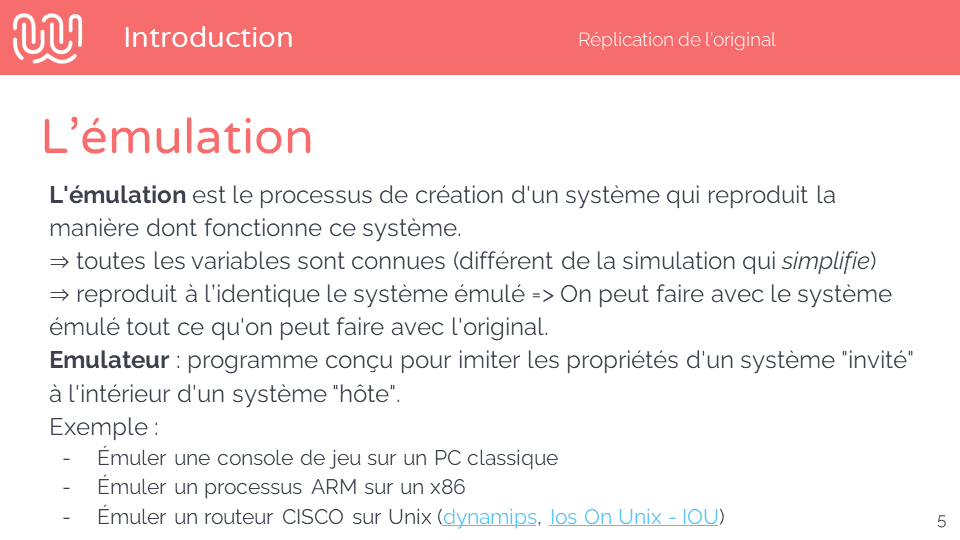 Introduction
Réplication de l'original
L'émulation
L'émulation est le processus de création d'un système qui reproduit la
manière dont fonctionne ce système.
⇒ toutes les variables sont connues (différent de la simulation qui simplifie)
⇒ reproduit à l'identique le système émulé => On peut faire avec le système
émulé tout ce qu'on peut faire avec l'original.
Emulateur : programme conçu pour imiter les propriétés d'un système "invité"
à l'intérieur d'un système "hôte".
Exemple :
- Émuler une console de jeu sur un PC classique
- Émuler un processus ARM sur un x86
- Émuler un routeur CISCO sur Unix (dynamips, Ios On Unix - IOU)
5